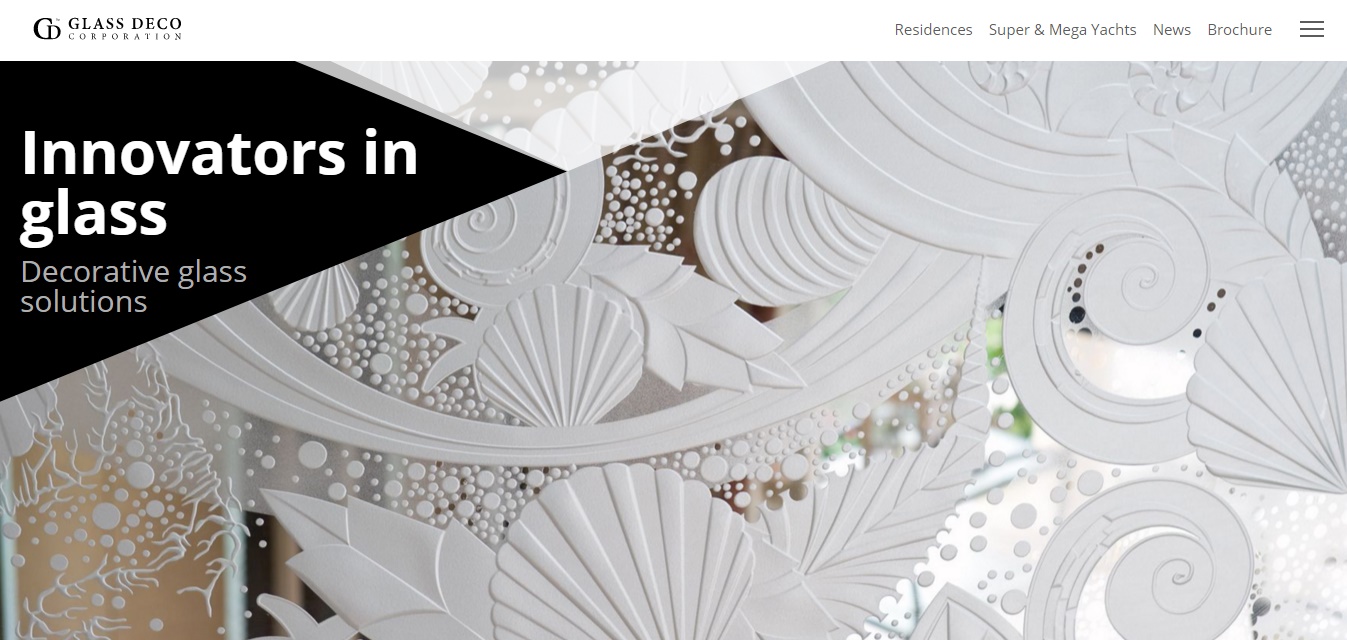 GD GLASS DECO
CORPORATION
Residences Super & Mega Yachts News Brochure
Innovators in
glass
Decorative glass
solutions